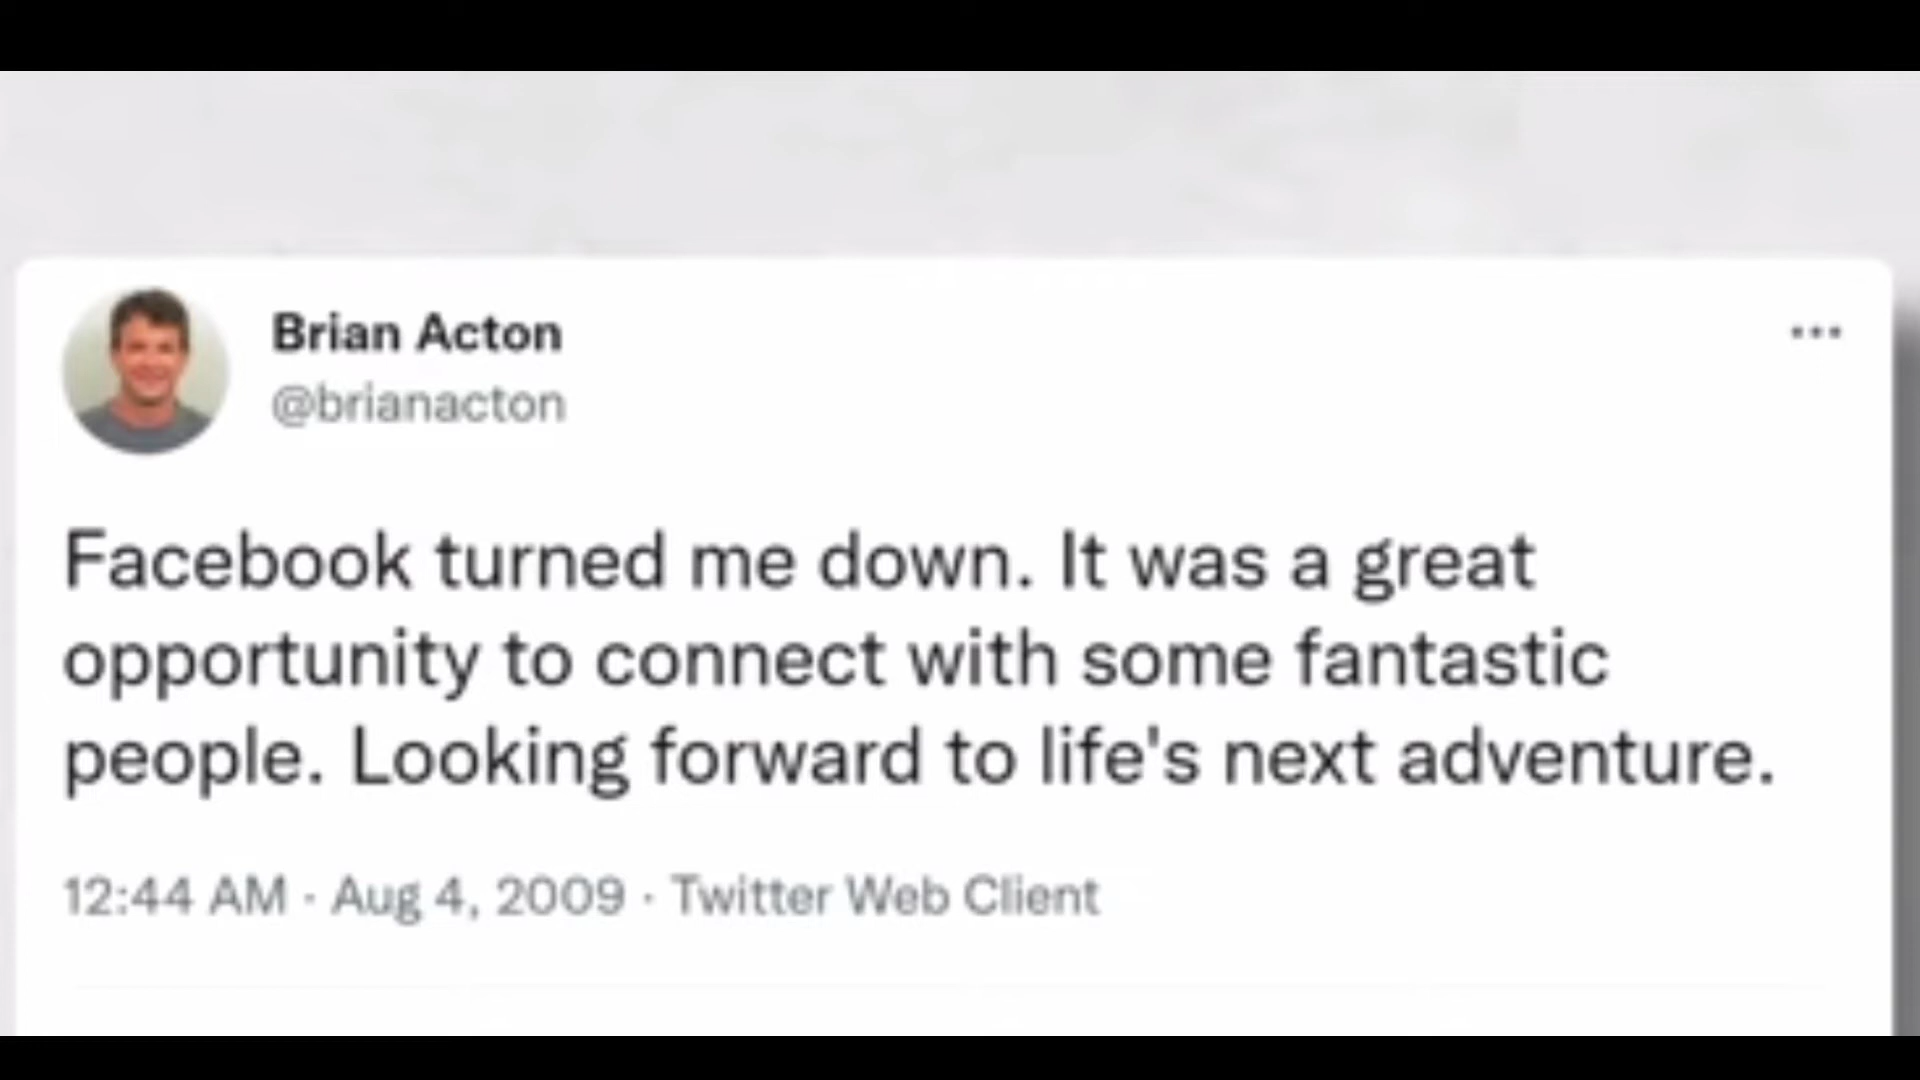 Brian Acton
@brianacton
Facebook turned me down. It was a great
opportunity to connect with some fantastic
people. Looking forward to life's next adventure.
12:44 AM · Aug 4, 2009 · Twitter Web Client